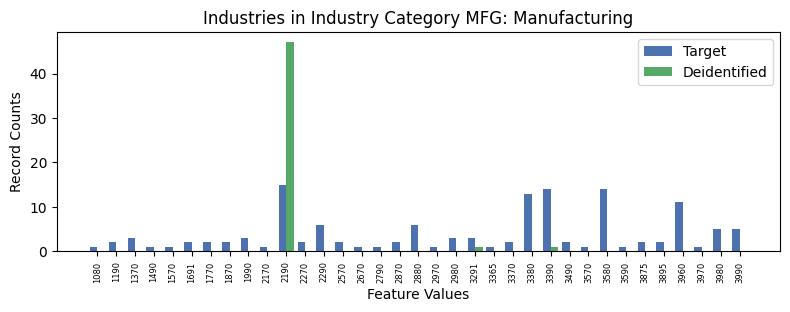 Industries in Industry Category MFG: Manufacturing
Target
Deidentified
Record Counts
40
30
20
10
0
1080 1190 1370 1490 1570 1691 1770 1870 1990 2170 2190 2270 2290 2570 2670 2790 2870 2880 2970 2980 3291 3365 3370 3380 3390 3490 3570 3580 3590 3875 3895 3960 3970 3980 3990
Feature Values